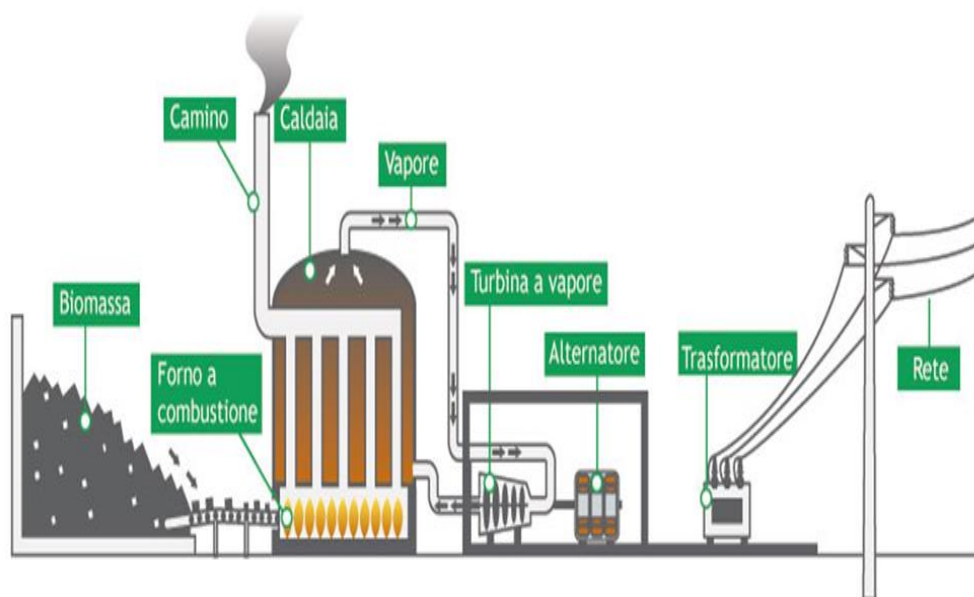 Camino
Caldaia
Vapore
Biomassa
Turbina a vapore
Forno a
combustione
Alternatore
Trasformatore
Rete